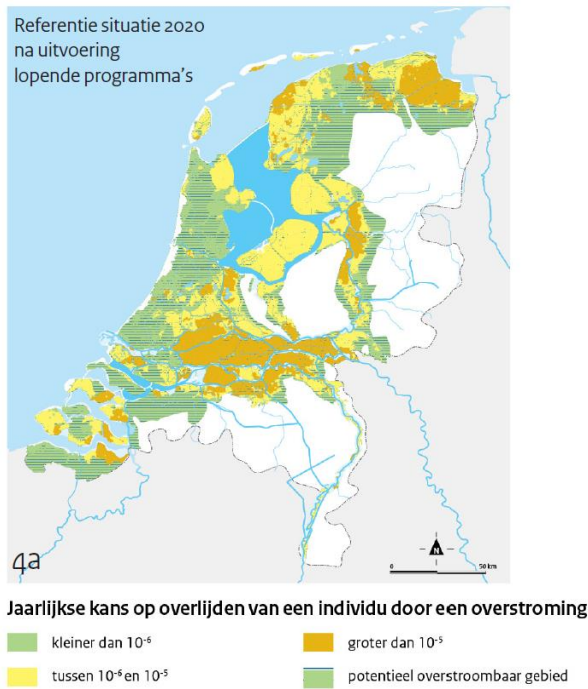 Referentie situatie 2020
na uitvoering
lopende programma's
4a
N
0 50 km
Jaarlijkse kans op overlijden van een individu door een overstroming
kleiner dan 10⁻⁶
groter dan 10⁻⁵
tussen 10⁻⁶ en 10⁻⁵
potentieel overstroombaar gebied